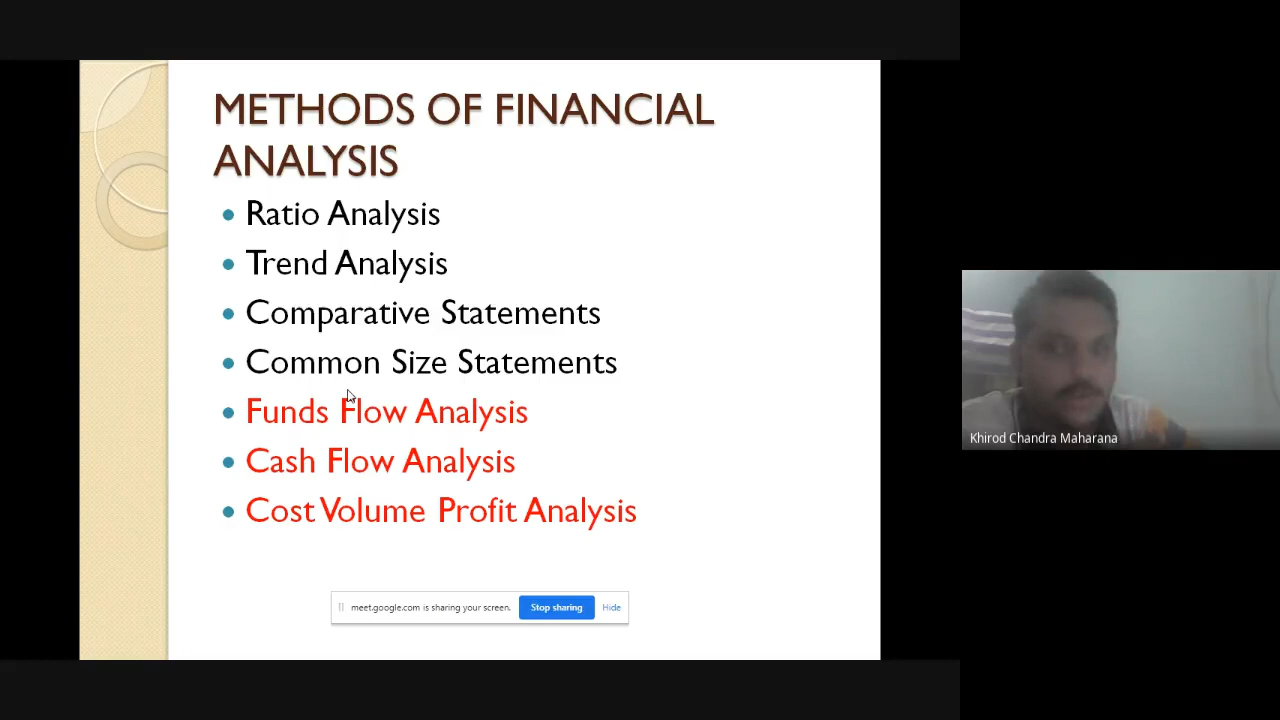 METHODS OF FINANCIAL
ANALYSIS
Ratio Analysis
Trend Analysis
Comparative Statements
Common Size Statements
Funds Flow Analysis
Cash Flow Analysis
Cost Volume Profit Analysis
meet.google.com is sharing your screen. Stop sharing Hide
Khirod Chandra Maharana